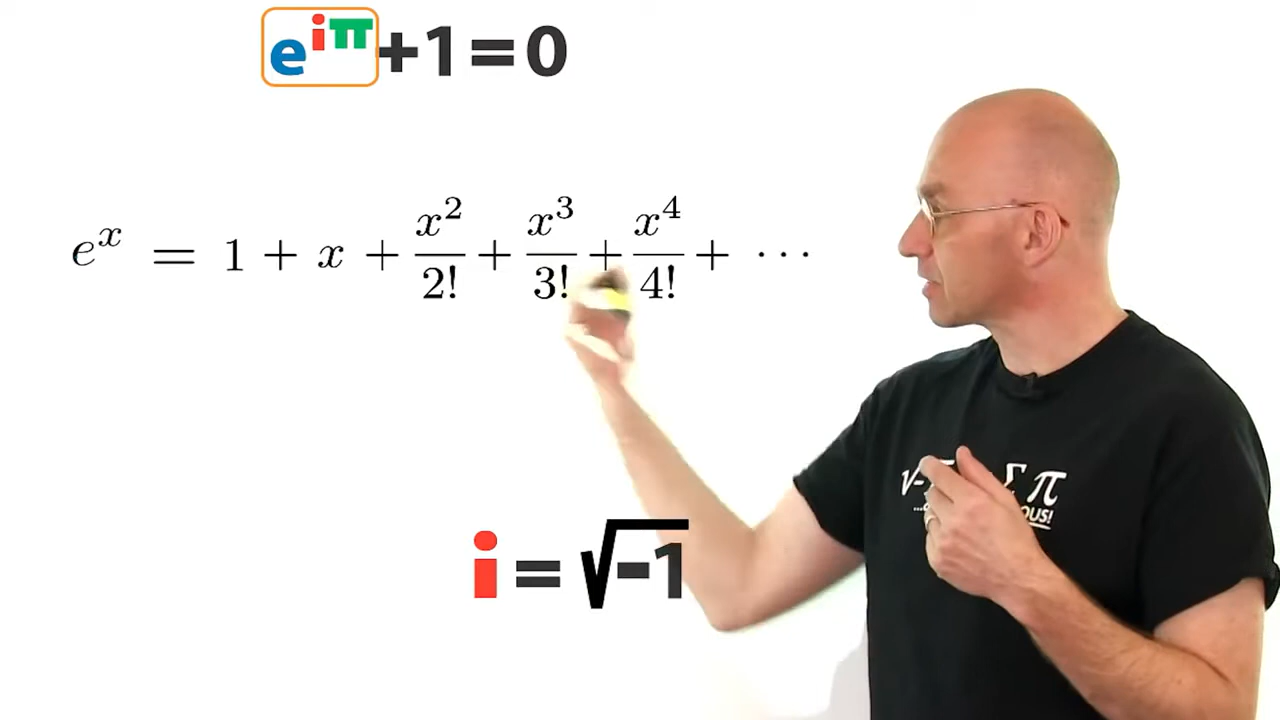 e^{iπ}+1=0
e^x = 1 + x + x^2/2! + x^3/3! + x^4/4! + ⋯
i = √-1
Σ π